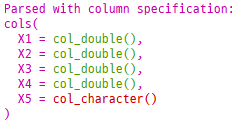 Parsed with column specification:
cols(
  X1 = col_double(),
  X2 = col_double(),
  X3 = col_double(),
  X4 = col_double(),
  X5 = col_character()
)